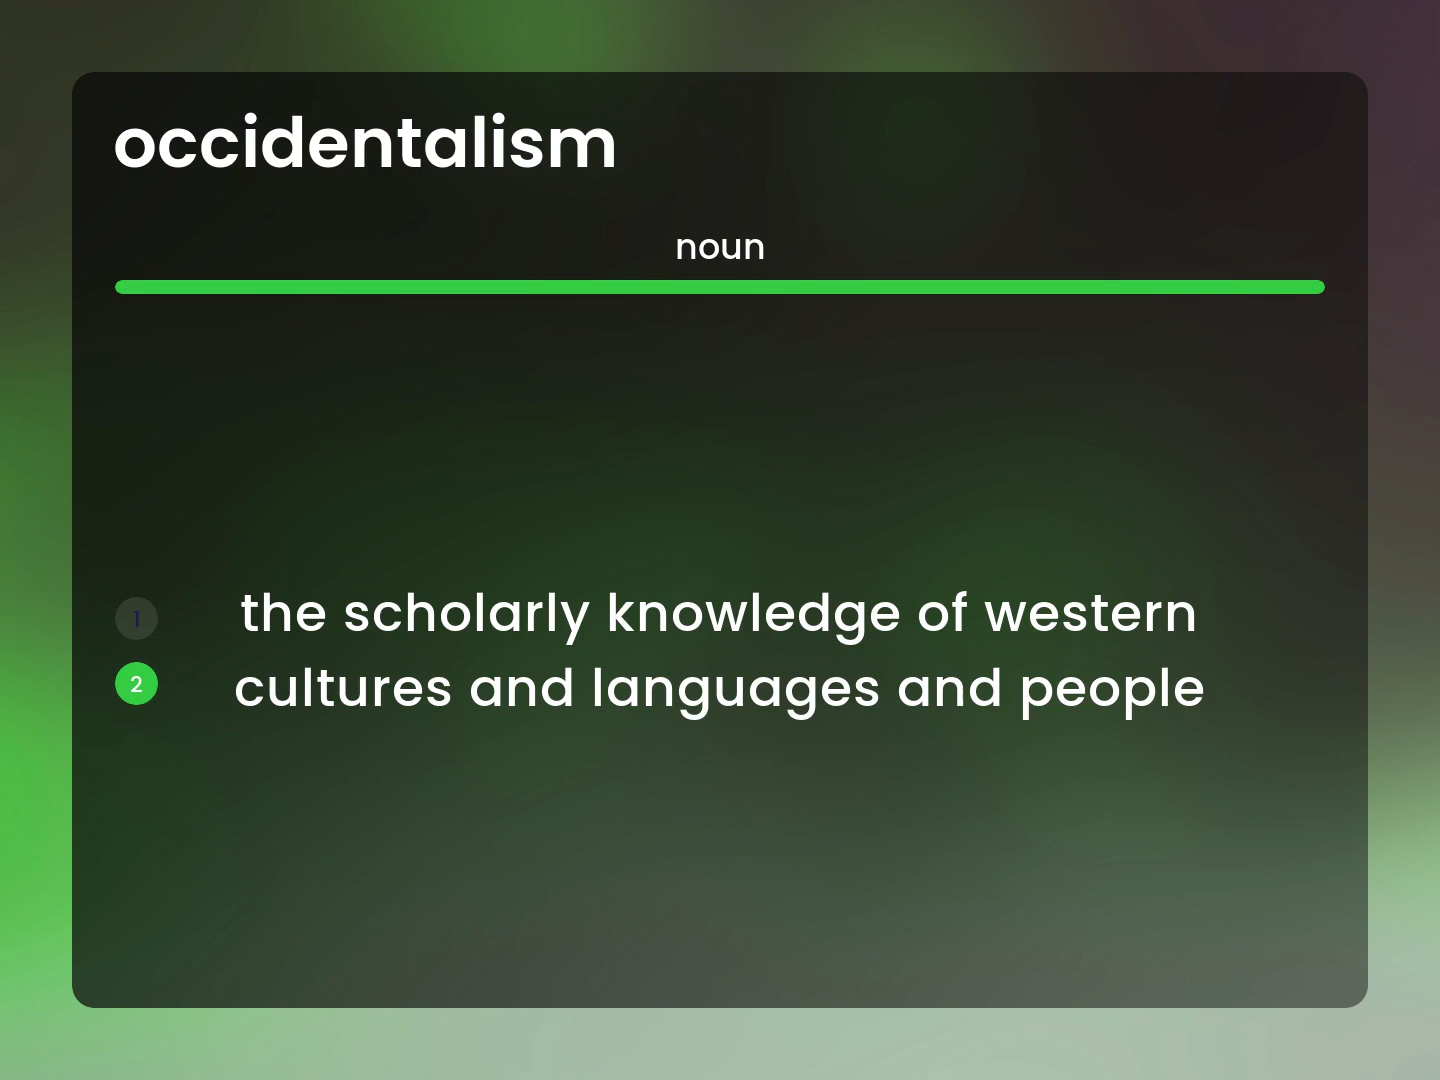 occidentalism
noun
1
the scholarly knowledge of western
2
cultures and languages and people